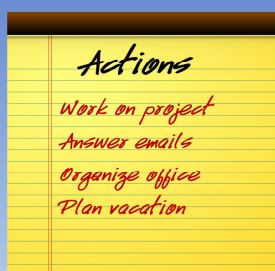 Actions
Work on project
Answer emails
Organize office
Plan vacation